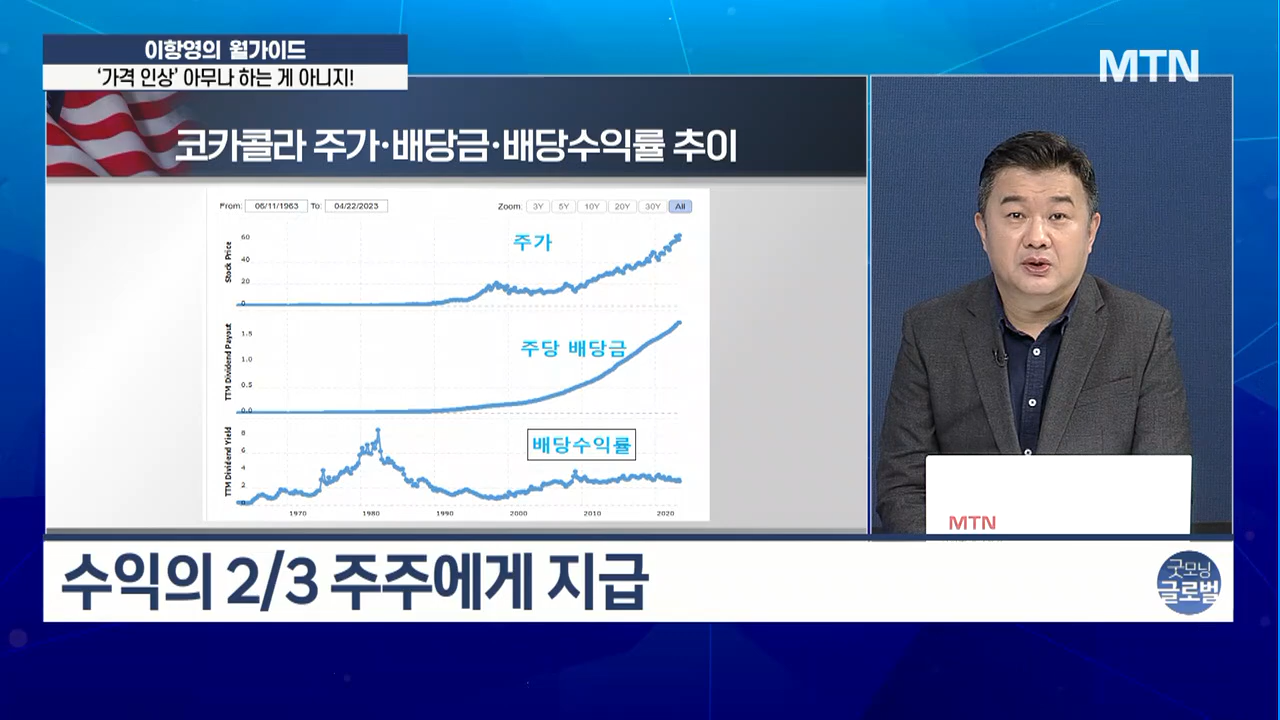 이항영의 월가이드
‘가격 인상’ 아무나 하는 게 아니지!
MTN
코카콜라 주가·배당금·배당수익률 추이
From: 06/11/1963 To: 04/22/2023
Zoom: 3Y 5Y 10Y 20Y 30Y All
주가
Stock Price
60
40
20
0
주당 배당금
TTM Dividend Payout
1.5
1.0
0.5
0.0
배당수익률
TTM Dividend Yield
8
6
4
2
0
1970 1980 1990 2000 2010 2020
MTN
수익의 2/3 주주에게 지급
굿모닝
글로벌